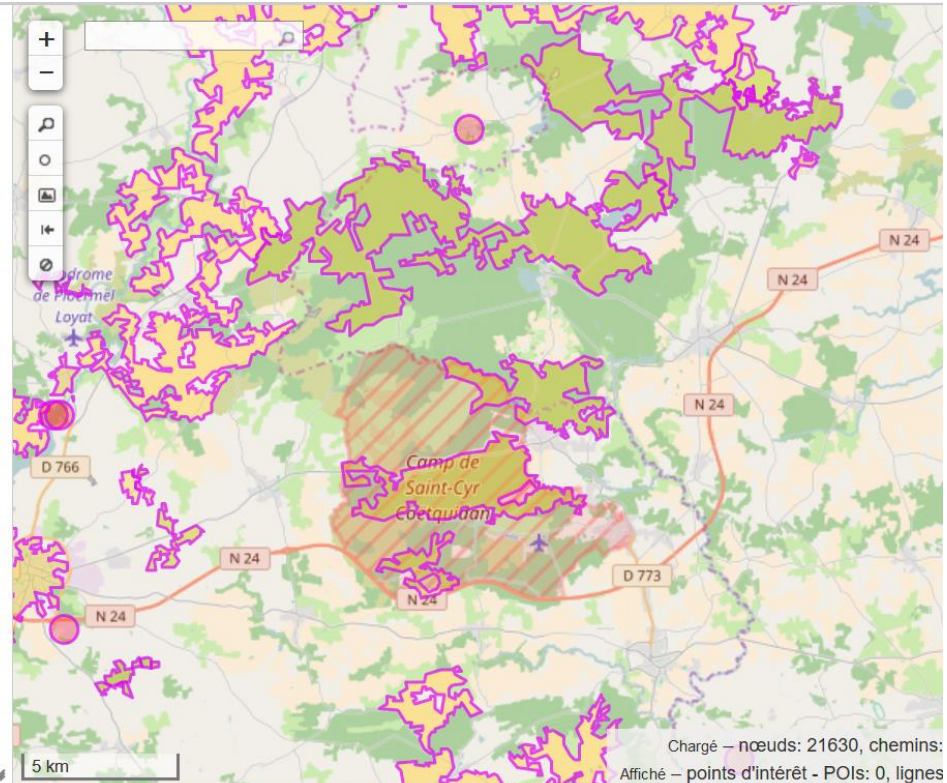 +
−
drome
de Ploërmel
Loyat
N 24
N 24
N 24
D 766
Camp de
Saint-Cyr
Coëtquidan
N 24
D 773
N 24
N 24
5 km
Chargé – nœuds: 21630, chemins:
Affiché – points d'intérêt - POIs: 0, lignes